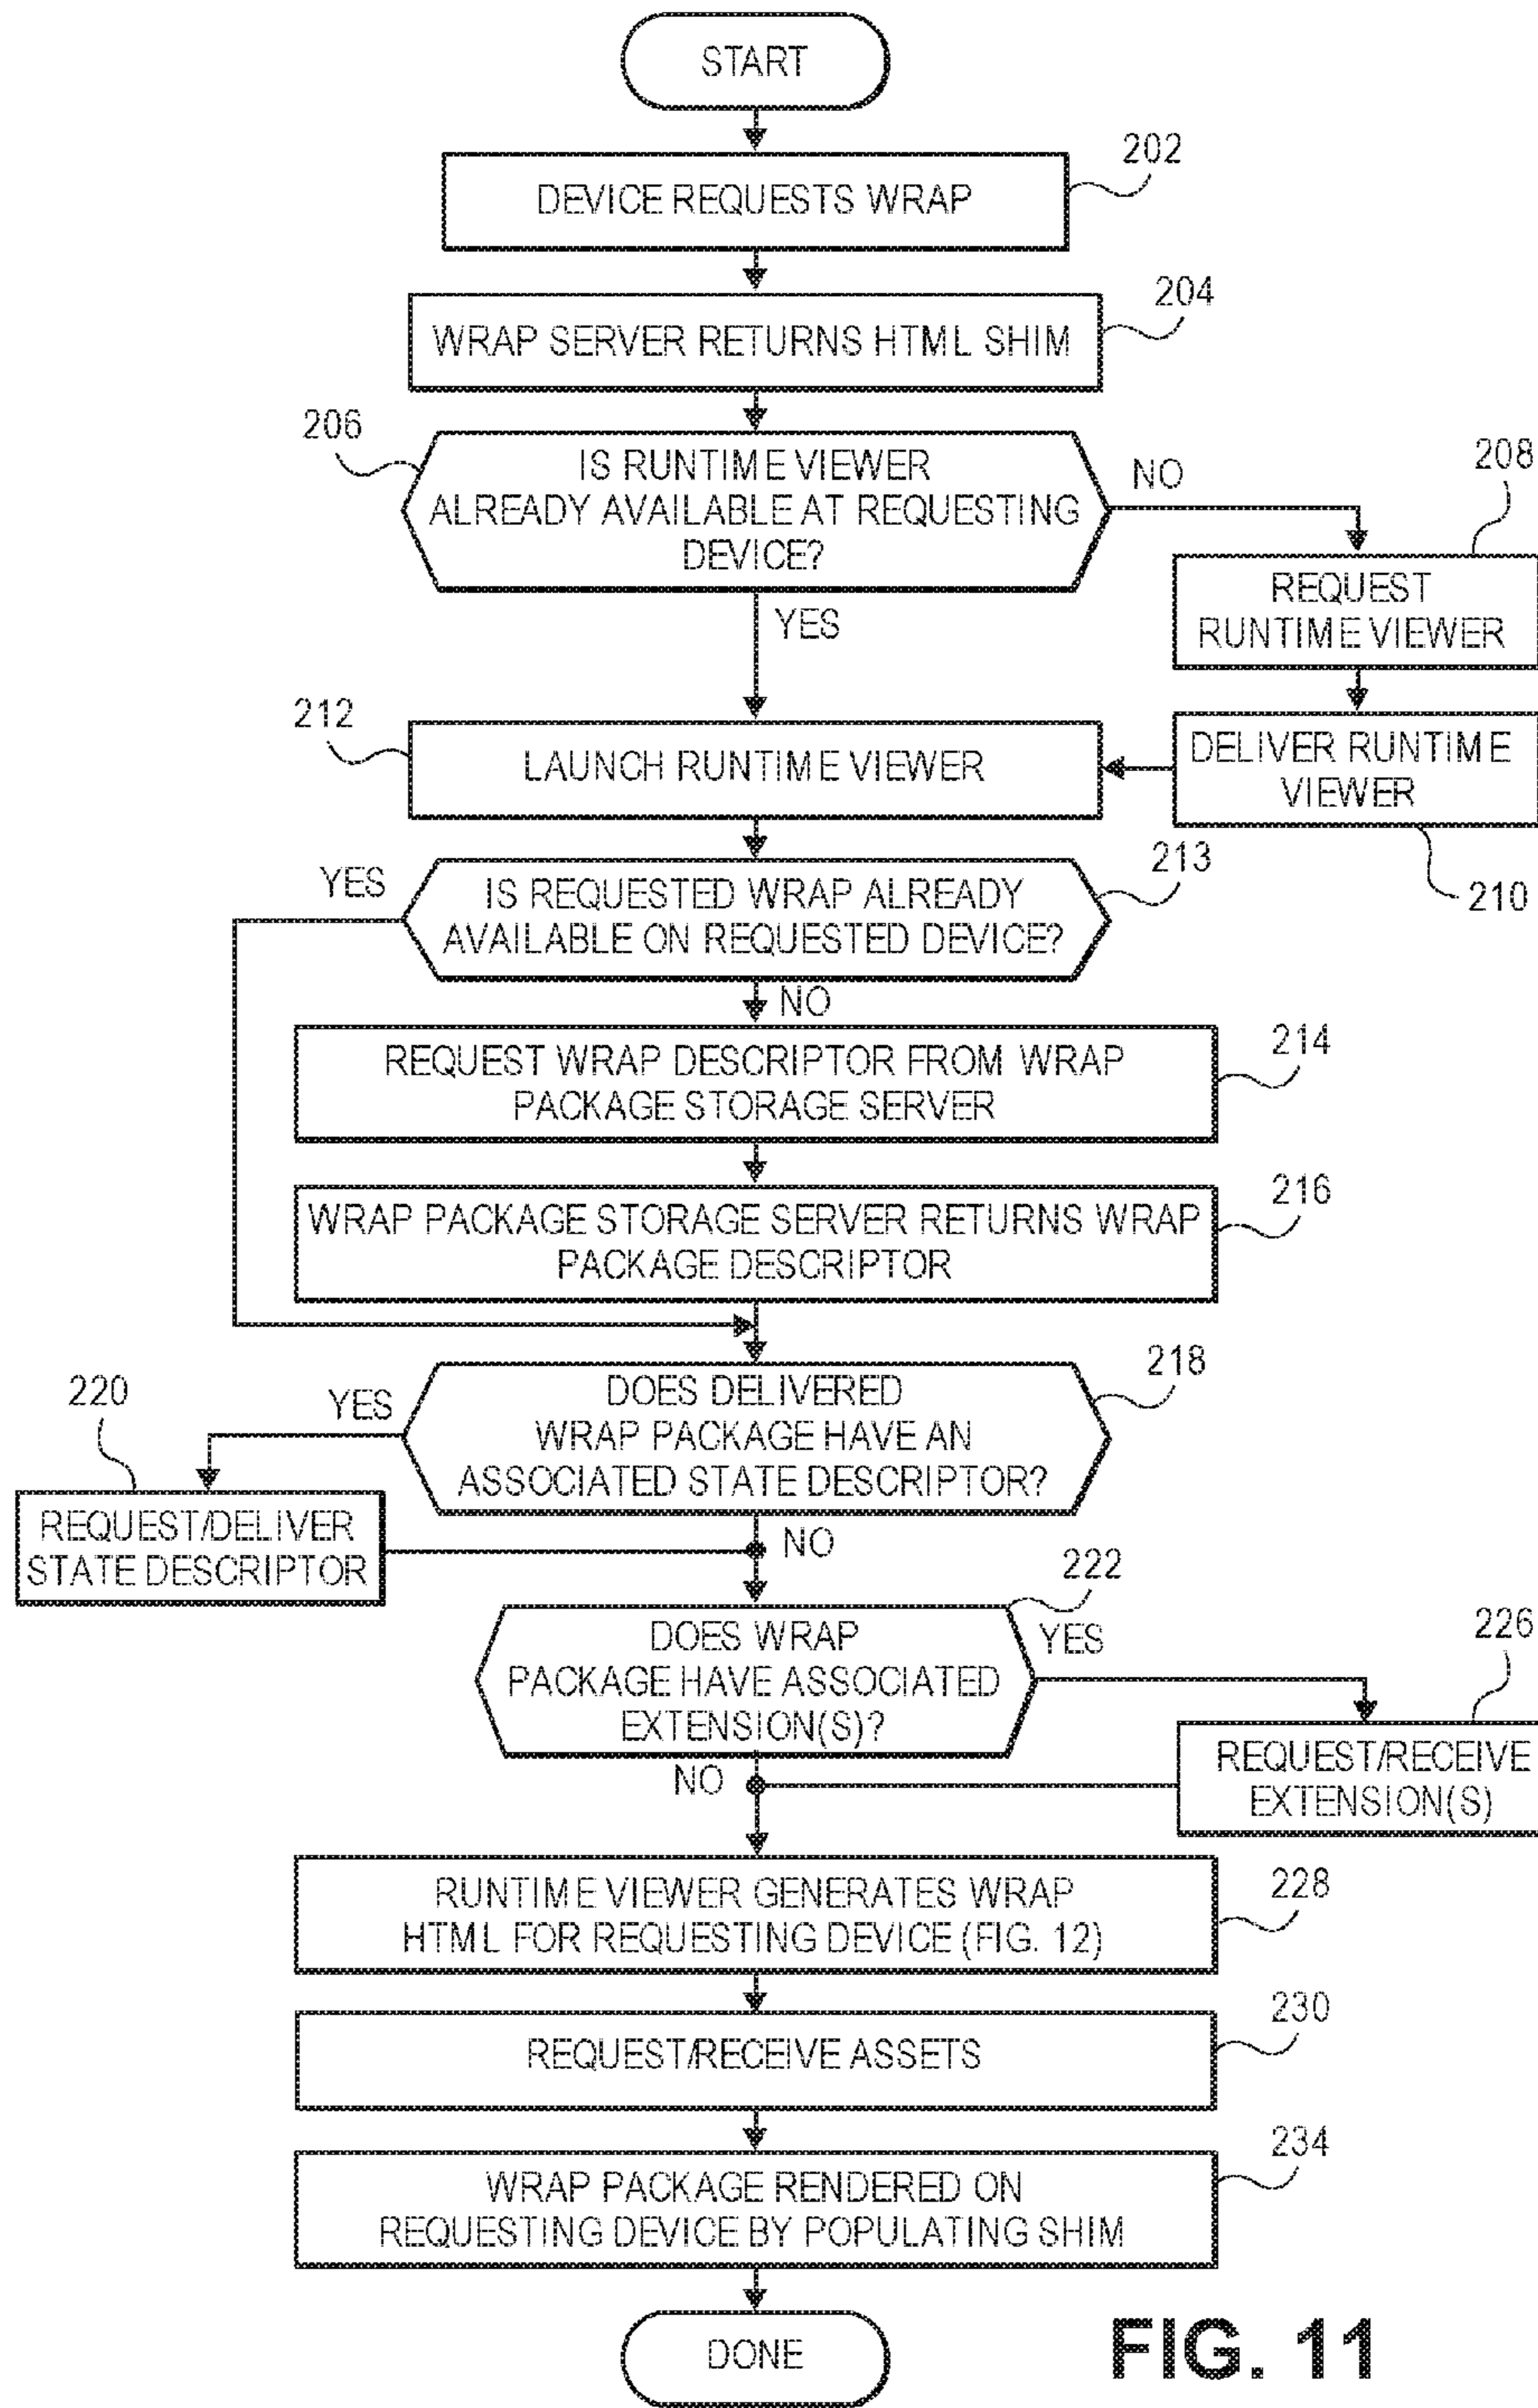 START
202
DEVICE REQUESTS WRAP
204
WRAP SERVER RETURNS HTML SHIM
206
IS RUNTIME VIEWER
ALREADY AVAILABLE AT REQUESTING
DEVICE?
NO
208
REQUEST
RUNTIME VIEWER
YES
212
LAUNCH RUNTIME VIEWER
DELIVER RUNTIME
VIEWER
210
213
YES
IS REQUESTED WRAP ALREADY
AVAILABLE ON REQUESTED DEVICE?
NO
214
REQUEST WRAP DESCRIPTOR FROM WRAP
PACKAGE STORAGE SERVER
216
WRAP PACKAGE STORAGE SERVER RETURNS WRAP
PACKAGE DESCRIPTOR
218
DOES DELIVERED
WRAP PACKAGE HAVE AN
ASSOCIATED STATE DESCRIPTOR?
YES
220
REQUEST/DELIVER
STATE DESCRIPTOR
NO
222
DOES WRAP
PACKAGE HAVE ASSOCIATED
EXTENSION(S)?
YES
226
REQUEST/RECEIVE
EXTENSION(S)
NO
228
RUNTIME VIEWER GENERATES WRAP
HTML FOR REQUESTING DEVICE (FIG. 12)
230
REQUEST/RECEIVE ASSETS
234
WRAP PACKAGE RENDERED ON
REQUESTING DEVICE BY POPULATING SHIM
DONE
FIG. 11